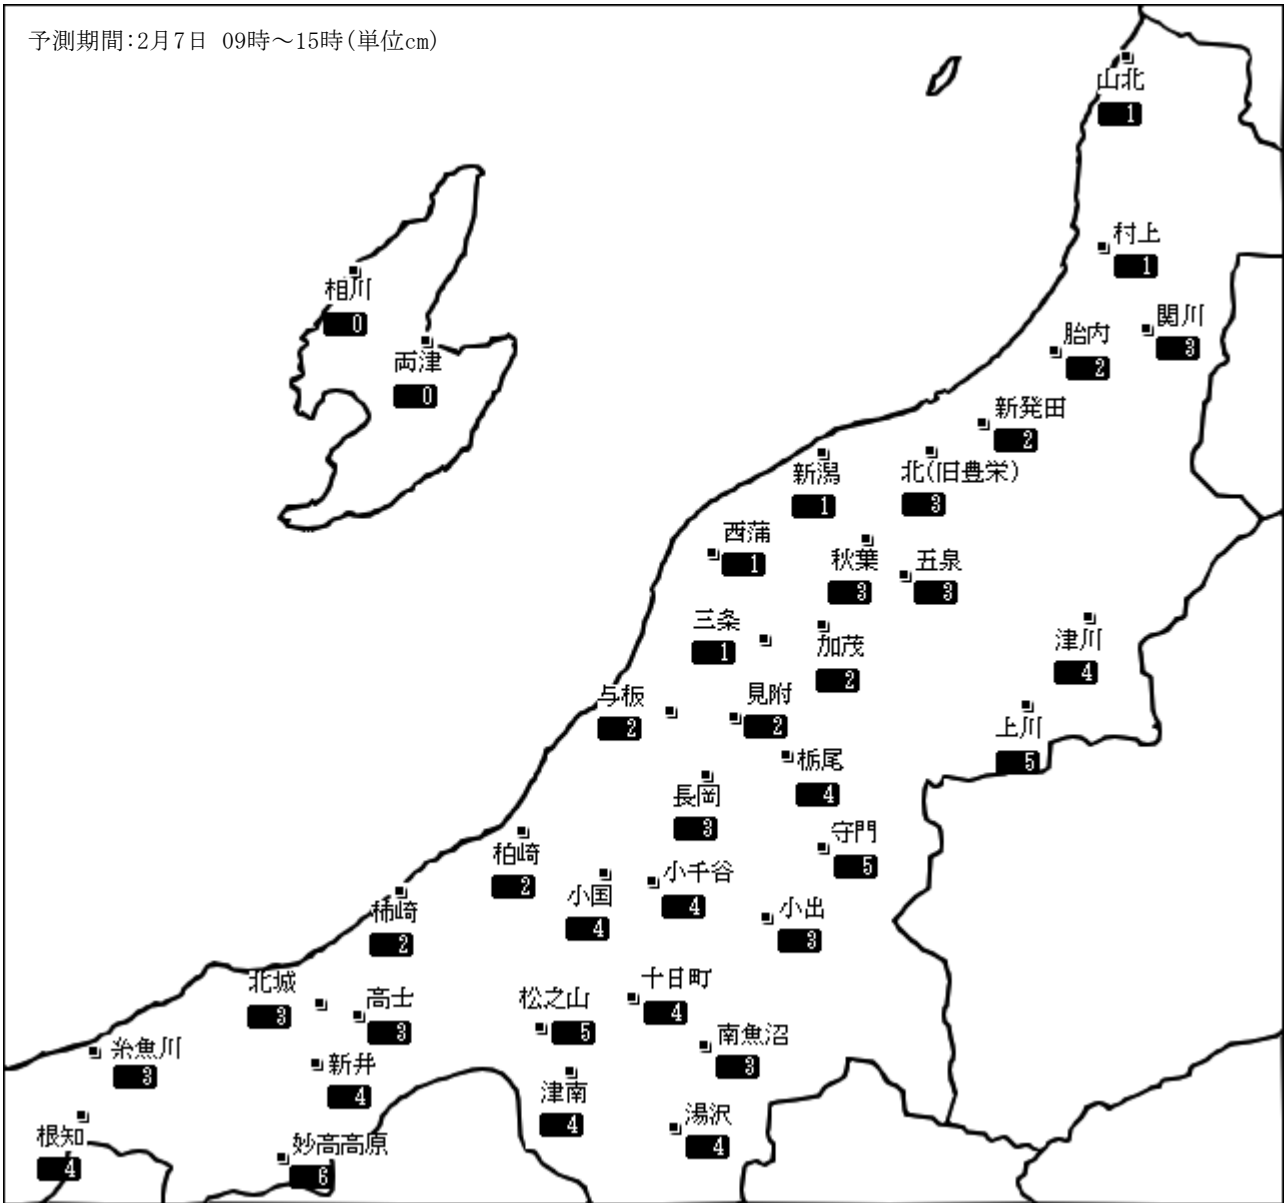 予測期間:2月7日 09時～15時(単位cm)
山北
1
村上
1
相川
0
関川
3
胎内
2
両津
0
新発田
2
新潟
1
北(旧豊栄)
3
西蒲
1
秋葉
3
五泉
3
三条
1
加茂
2
津川
4
与板
2
見附
2
上川
5
栃尾
4
長岡
3
守門
5
柏崎
2
小国
4
小千谷
4
小出
3
柿崎
2
北城
3
高士
3
松之山
5
十日町
4
南魚沼
3
糸魚川
3
新井
4
津南
4
湯沢
4
根知
4
妙高高原
6